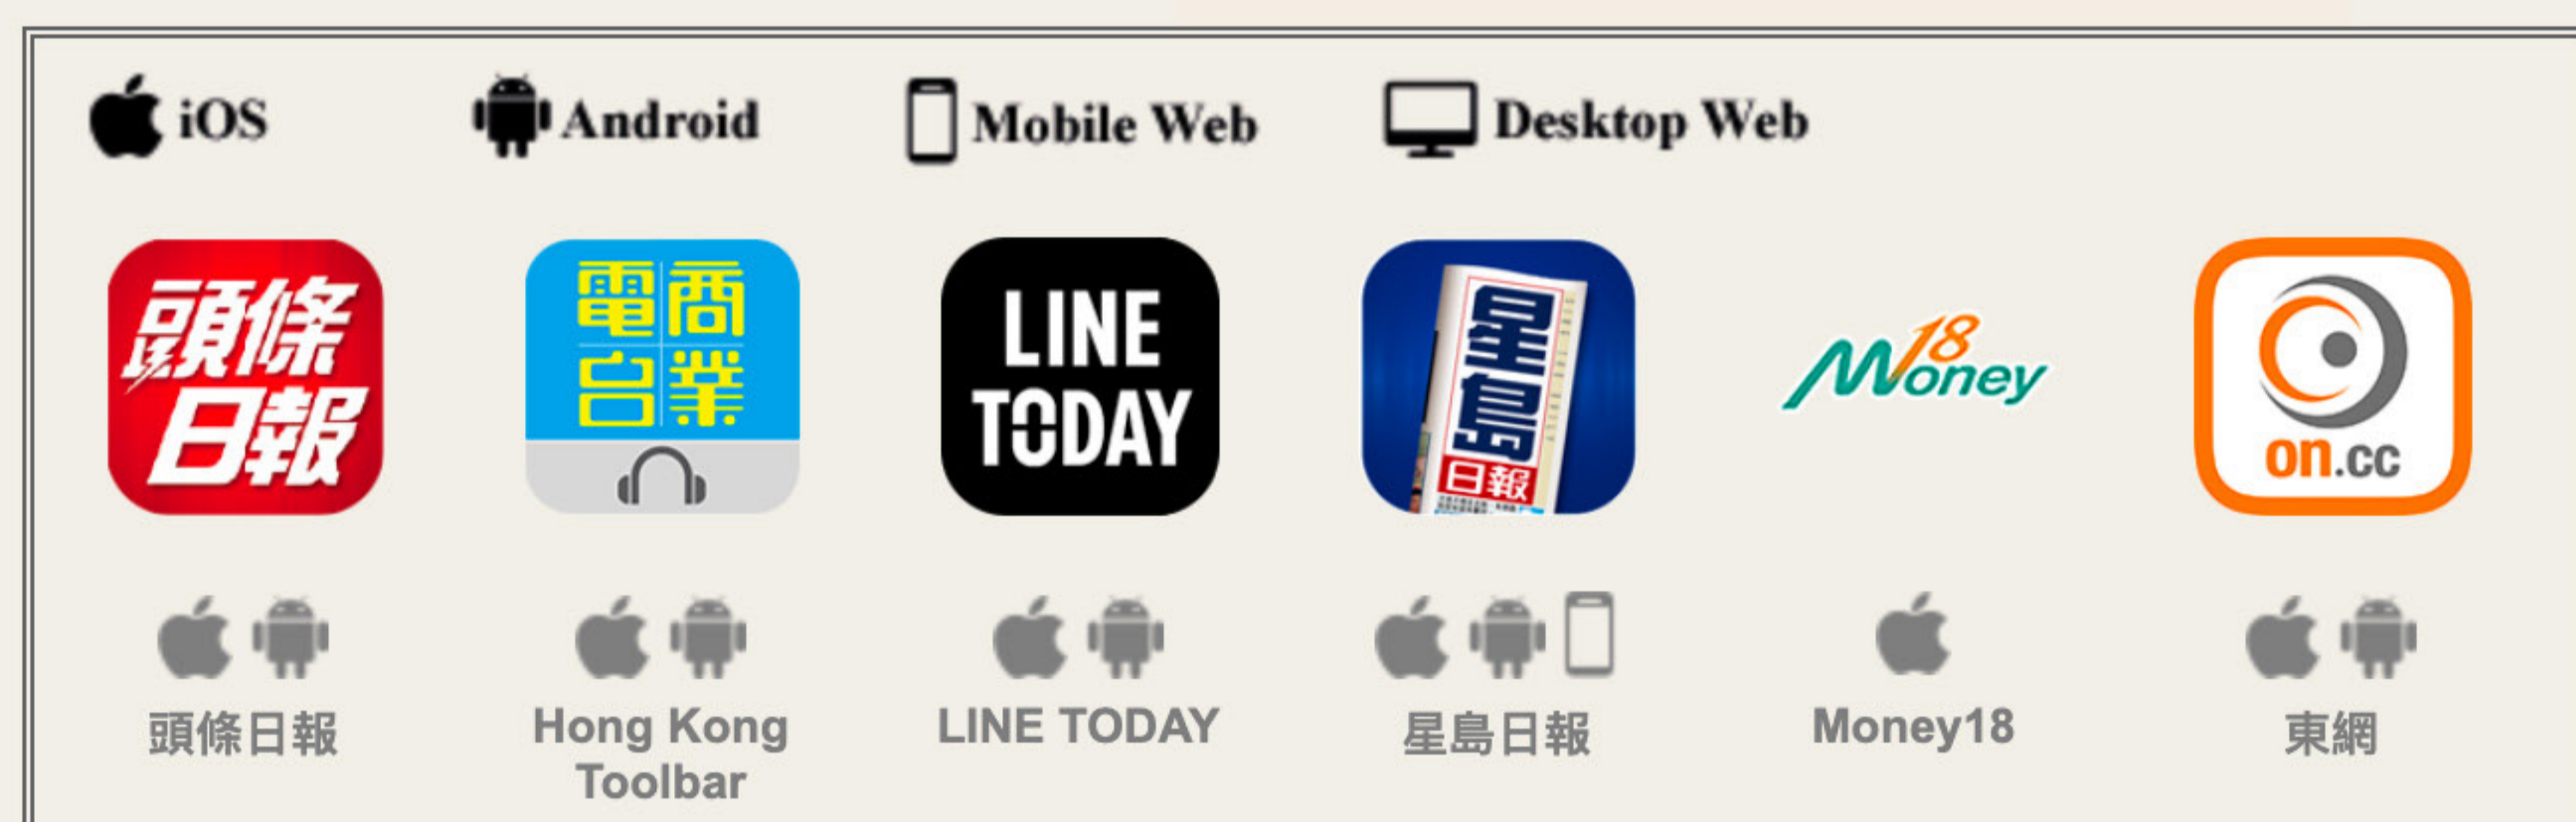 iOS
Android
Mobile Web
Desktop Web
頭條
日報
電商
台業
LINE
TODAY
星島
日報
Money18
on.cc
頭條日報
Hong Kong
Toolbar
LINE TODAY
星島日報
Money18
東網